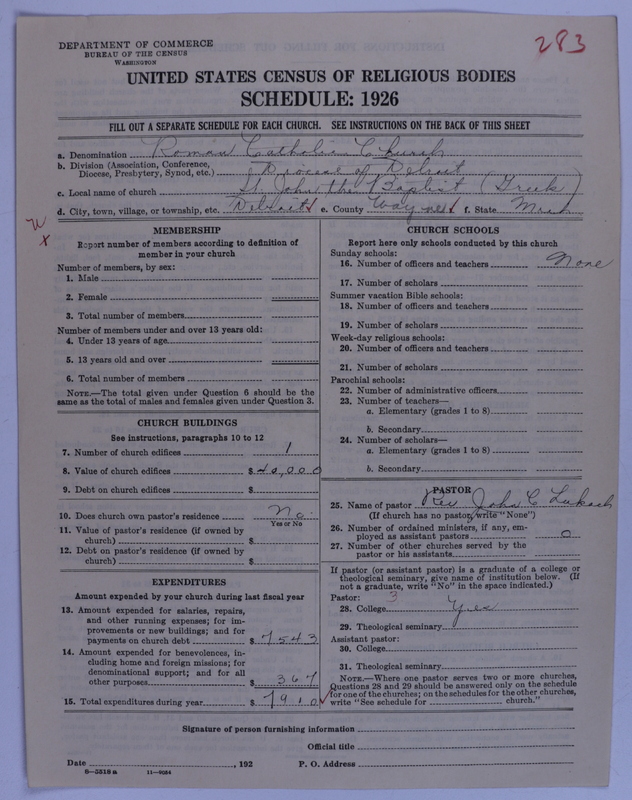 283
DEPARTMENT OF COMMERCE
BUREAU OF THE CENSUS
WASHINGTON
UNITED STATES CENSUS OF RELIGIOUS BODIES
SCHEDULE: 1926
FILL OUT A SEPARATE SCHEDULE FOR EACH CHURCH. SEE INSTRUCTIONS ON THE BACK OF THIS SHEET
a. Denomination Roman Catholic Church
b. Division (Association, Conference, Diocese, Presbytery, Synod, etc.) Diocese of Detroit
c. Local name of church St. John the Baptist (Greek)
d. City, town, village, or township, etc. Detroit x e. County Wayne x f. State Mich
MEMBERSHIP
Report number of members according to definition of
member in your church
Number of members, by sex:
1. Male
2. Female
3. Total number of members
Number of members under and over 13 years old:
4. Under 13 years of age
5. 13 years old and over
6. Total number of members
NOTE.—The total given under Question 6 should be the
same as the total of males and females given under Question 3.
CHURCH BUILDINGS
See instructions, paragraphs 10 to 12
7. Number of church edifices 1
8. Value of church edifices $40,000
9. Debt on church edifices $
10. Does church own pastor's residence No.
Yes or No
11. Value of pastor's residence (if owned by
church) $
12. Debt on pastor's residence (if owned by
church) $
EXPENDITURES
Amount expended by your church during last fiscal year
13. Amount expended for salaries, repairs,
and other running expenses; for im-
provements or new buildings; and for
payments on church debt $7543
14. Amount expended for benevolences, in-
cluding home and foreign missions; for
denominational support; and for all
other purposes $367
15. Total expenditures during year $7910
CHURCH SCHOOLS
Report here only schools conducted by this church
Sunday schools:
16. Number of officers and teachers None
17. Number of scholars
Summer vacation Bible schools:
18. Number of officers and teachers
19. Number of scholars
Week-day religious schools:
20. Number of officers and teachers
21. Number of scholars
Parochial schools:
22. Number of administrative officers
23. Number of teachers—
a. Elementary (grades 1 to 8)
b. Secondary
24. Number of scholars—
a. Elementary (grades 1 to 8)
b. Secondary
PASTOR
25. Name of pastor Rev John C Lukach
(If church has no pastor, write "None")
26. Number of ordained ministers, if any, em-
ployed as assistant pastors 0
27. Number of other churches served by the
pastor or his assistants
If pastor (or assistant pastor) is a graduate of a college or
theological seminary, give name of institution below. (If
not a graduate, write "No" in the space indicated.)
Pastor: 3
28. College Yes
29. Theological seminary
Assistant pastor:
30. College
31. Theological seminary
NOTE.—Where one pastor serves two or more churches,
Questions 28 and 29 should be answered only on the schedule
for one of the churches; on the schedules for the other churches,
write "See schedule for church."
Signature of person furnishing information
Official title
Date , 192 P. O. Address
8-5318a 11-9054